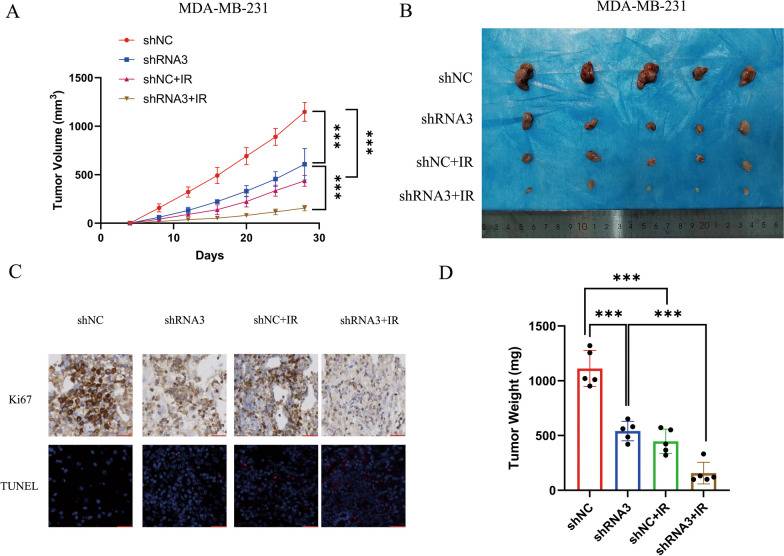 A
MDA-MB-231
shNC
shRNA3
shNC+IR
shRNA3+IR
Tumor Volume (mm3)
1500
1000
500
0
0
10
20
30
Days
***
***
***
B
MDA-MB-231
shNC
shRNA3
shNC+IR
shRNA3+IR
C
shNC
shRNA3
shNC+IR
shRNA3+IR
Ki67
TUNEL
D
***
***
***
Tumor Weight (mg)
1500
1000
500
0
shNC
shRNA3
shNC+IR
shRNA3+IR